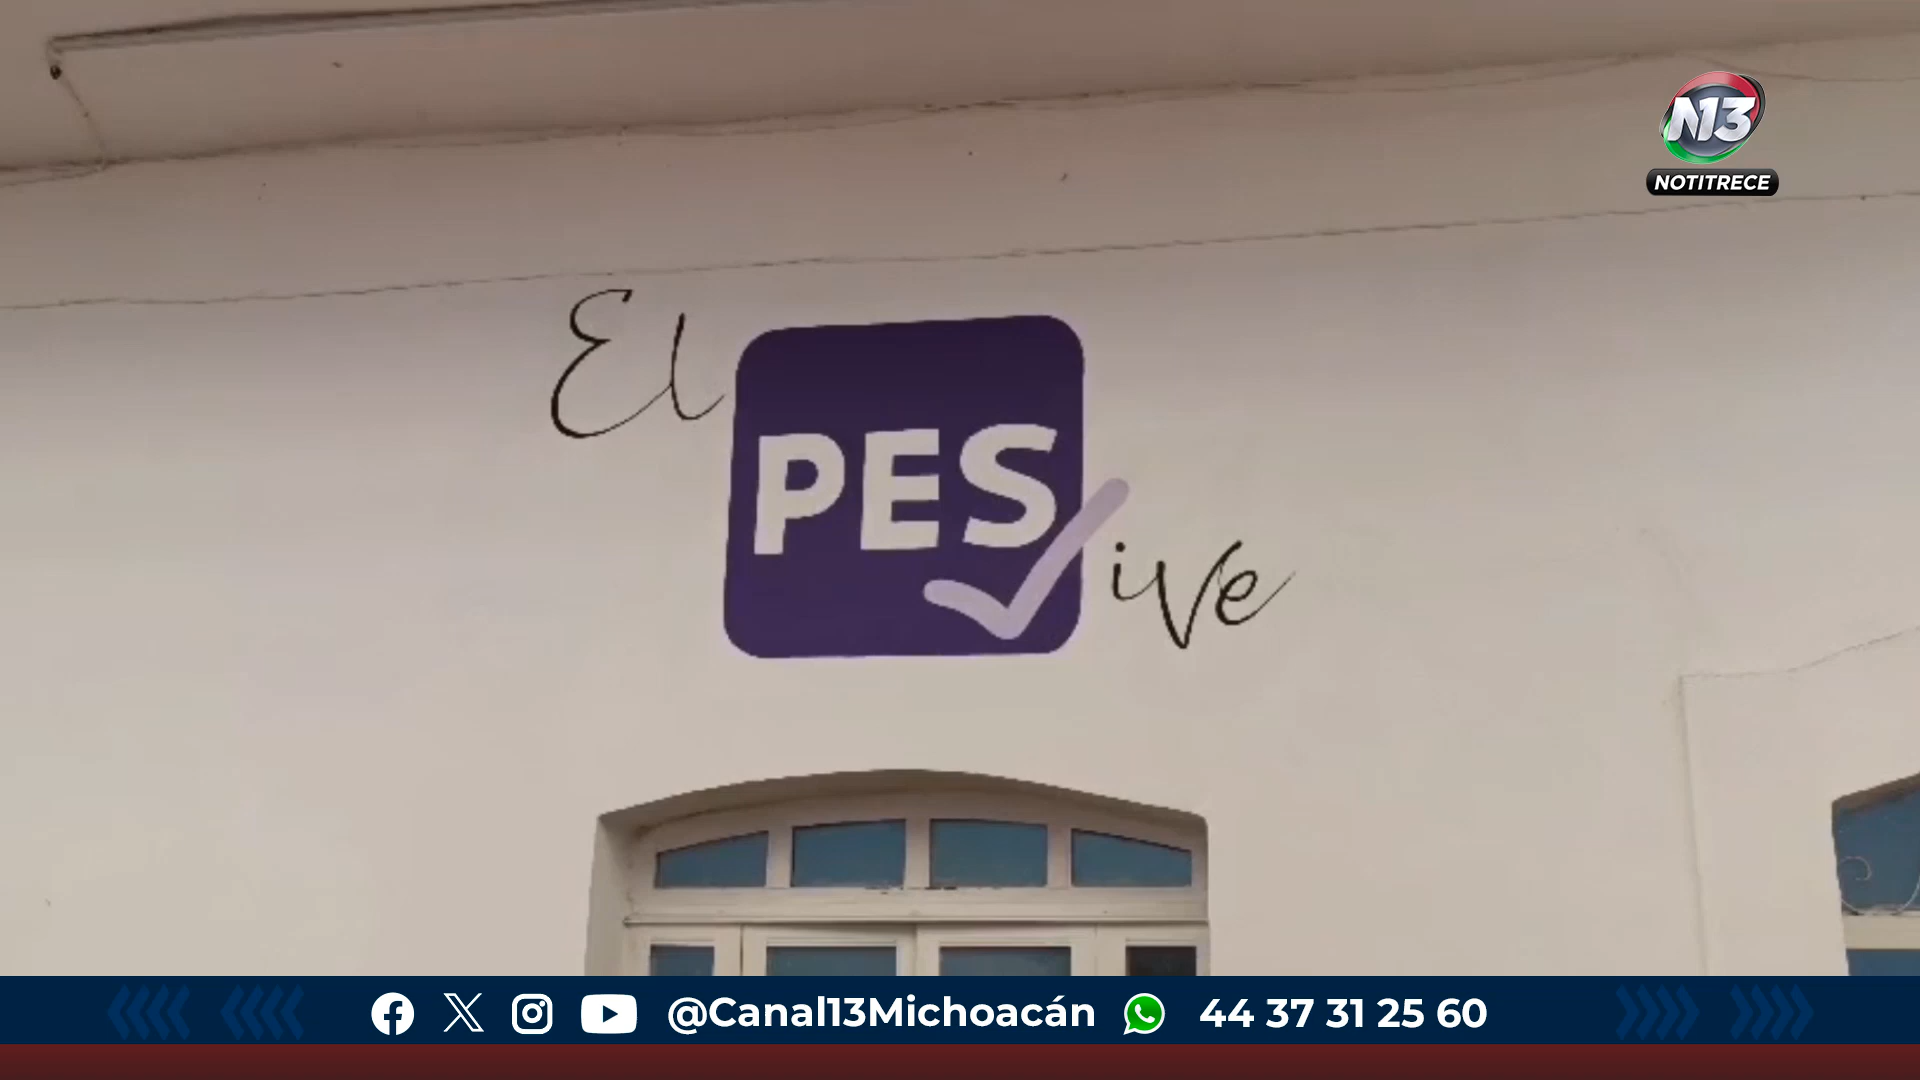 N13
NOTITRECE
El
PES
ive
@Canal13Michoacán 44 37 31 25 60